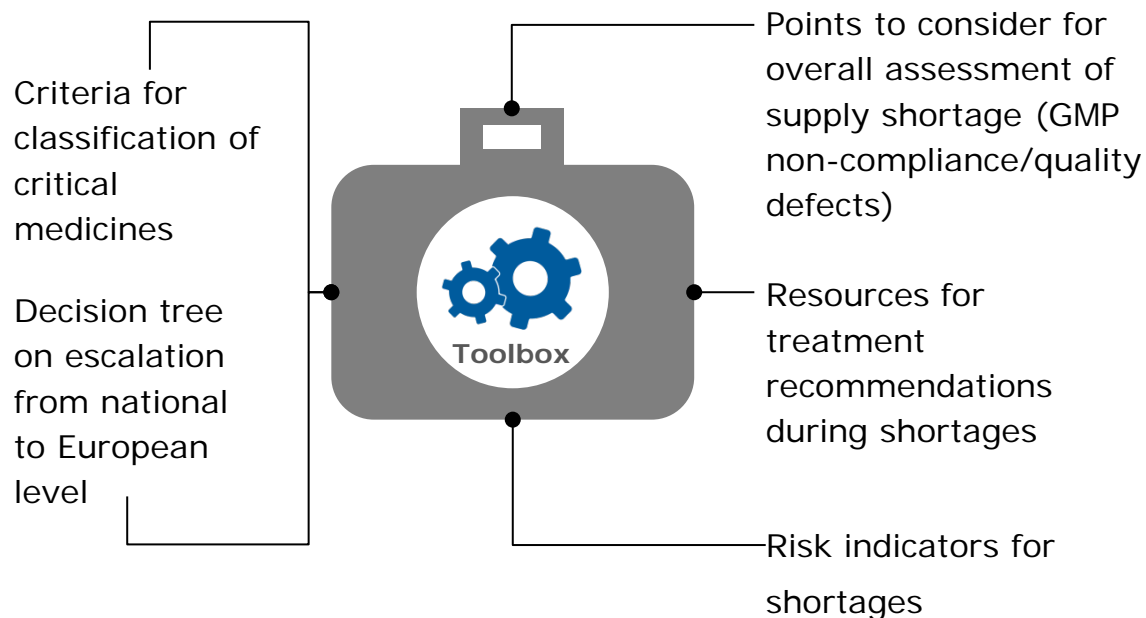 Criteria for
classification of
critical
medicines
Decision tree
on escalation
from national
to European
level
Toolbox
Points to consider for
overall assessment of
supply shortage (GMP
non-compliance/quality
defects)
Resources for
treatment
recommendations
during shortages
Risk indicators for
shortages